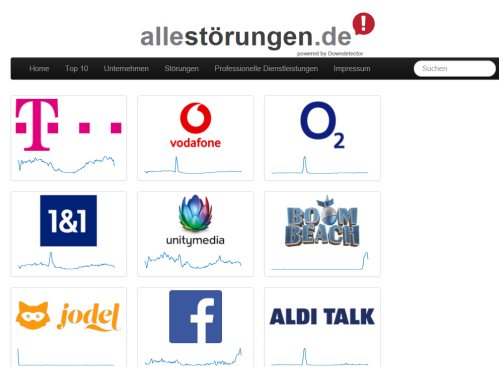 allestörungen.de!
powered by Downdetector
Home Top 10 Unternehmen Störungen Professionelle Dienstleistungen Impressum Suchen
T
vodafone
O2
1&1
unitymedia
BOOM
BEACH
jodel
f
ALDI TALK